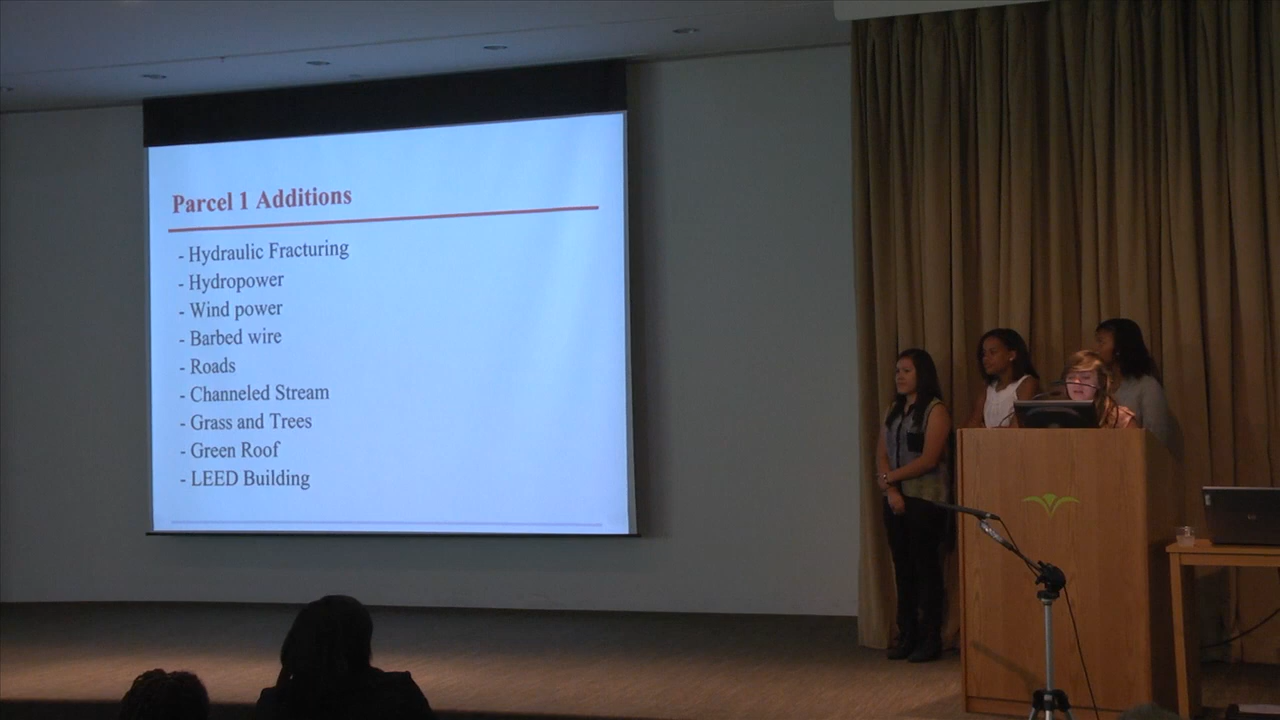 Parcel 1 Additions
- Hydraulic Fracturing
- Hydropower
- Wind power
- Barbed wire
- Roads
- Channeled Stream
- Grass and Trees
- Green Roof
- LEED Building